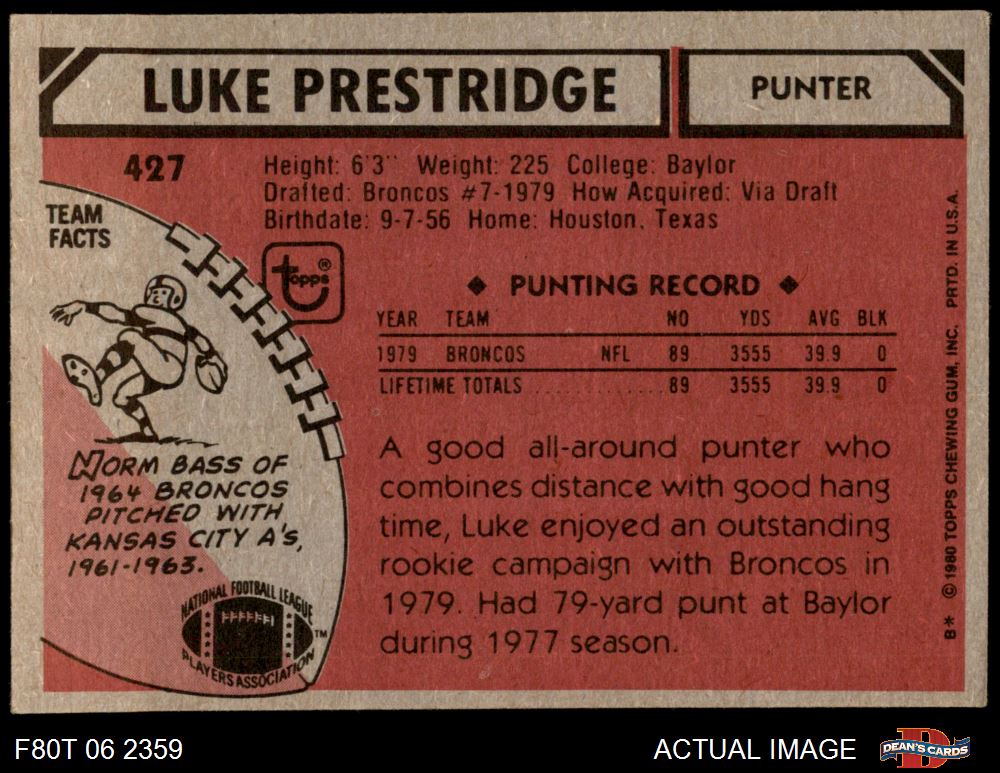 LUKE PRESTRIDGE
PUNTER
427
Height: 6'3" Weight: 225 College: Baylor
Drafted: Broncos #7-1979 How Acquired: Via Draft
Birthdate: 9-7-56 Home: Houston, Texas
TEAM
FACTS
topps®
◆ PUNTING RECORD ◆
YEAR TEAM NO YDS AVG BLK
1979 BRONCOS NFL 89 3555 39.9 0
LIFETIME TOTALS ............... 89 3555 39.9 0
A good all-around punter who
combines distance with good hang
time, Luke enjoyed an outstanding
rookie campaign with Broncos in
1979. Had 79-yard punt at Baylor
during 1977 season.
NORM BASS OF
1964 BRONCOS
PITCHED WITH
KANSAS CITY A'S,
1961-1963.
NATIONAL FOOTBALL LEAGUE
PLAYERS ASSOCIATION
TM
B* © 1980 TOPPS CHEWING GUM, INC. PRTD. IN U.S.A.
F80T 06 2359
ACTUAL IMAGE
DEAN'S CARDS